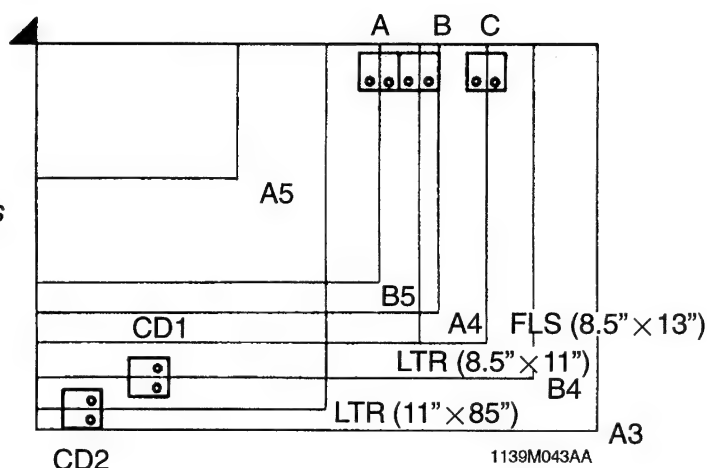 A B C
A5
s
B5
CD1
A4 FLS (8.5” × 13”)
LTR (8.5” × 11”)
B4
LTR (11” × 85”)
A3
CD2
1139M043AA